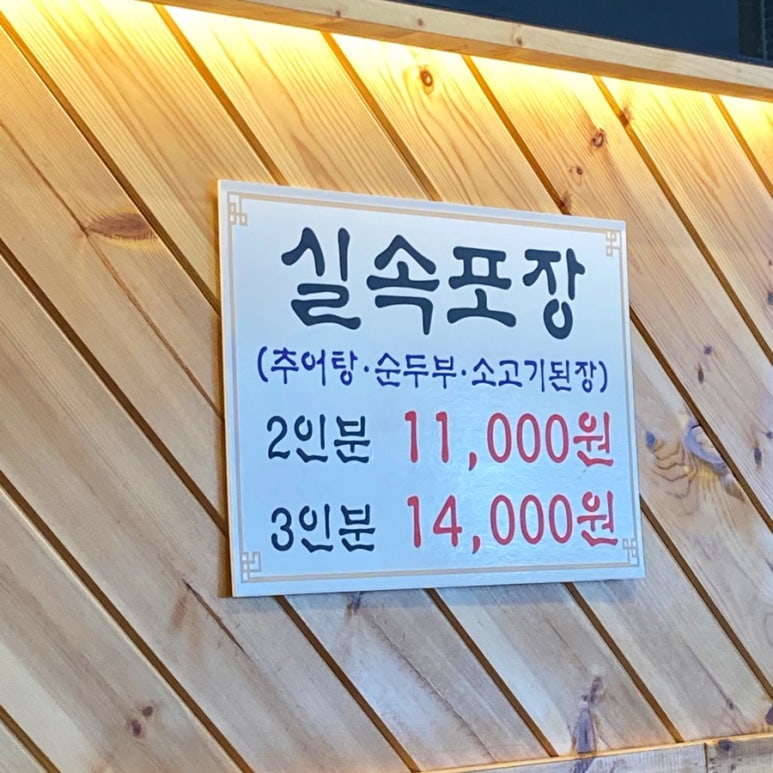 실속포장
(추어탕·순두부·소고기된장)
2인분 11,000원
3인분 14,000원